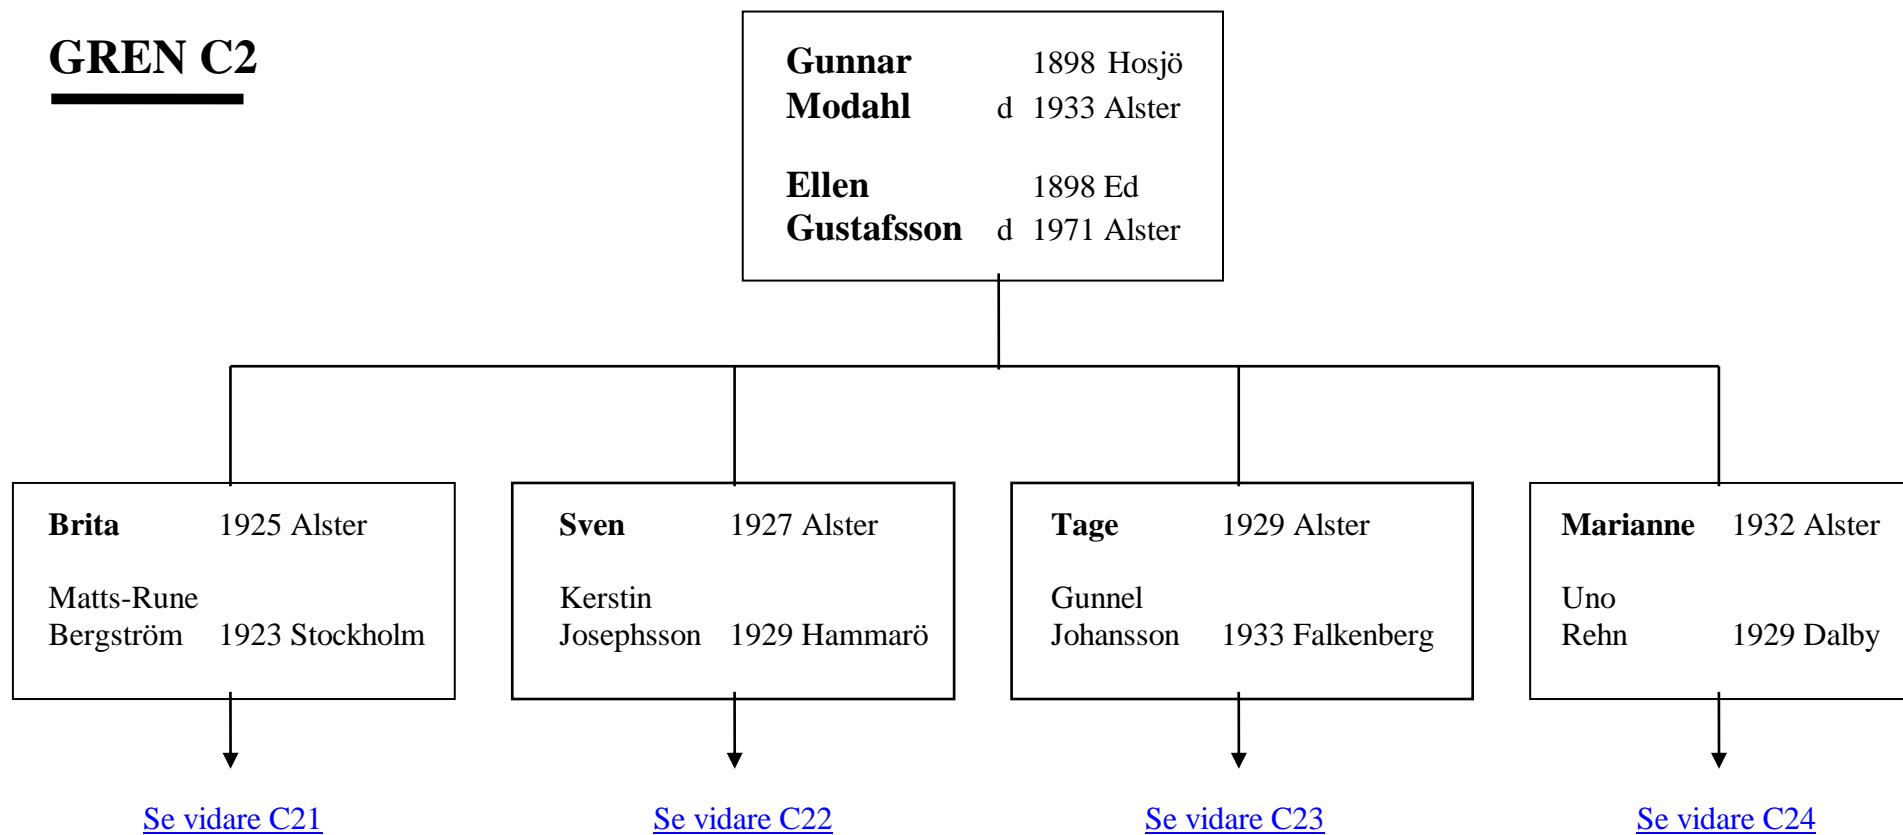 GREN C2
Gunnar 1898 Hosjö
Modahl d 1933 Alster
Ellen 1898 Ed
Gustafsson d 1971 Alster
Brita 1925 Alster
Matts-Rune
Bergström 1923 Stockholm
Sven 1927 Alster
Kerstin
Josephsson 1929 Hammarö
Tage 1929 Alster
Gunnel
Johansson 1933 Falkenberg
Marianne 1932 Alster
Uno
Rehn 1929 Dalby
Se vidare C21
Se vidare C22
Se vidare C23
Se vidare C24